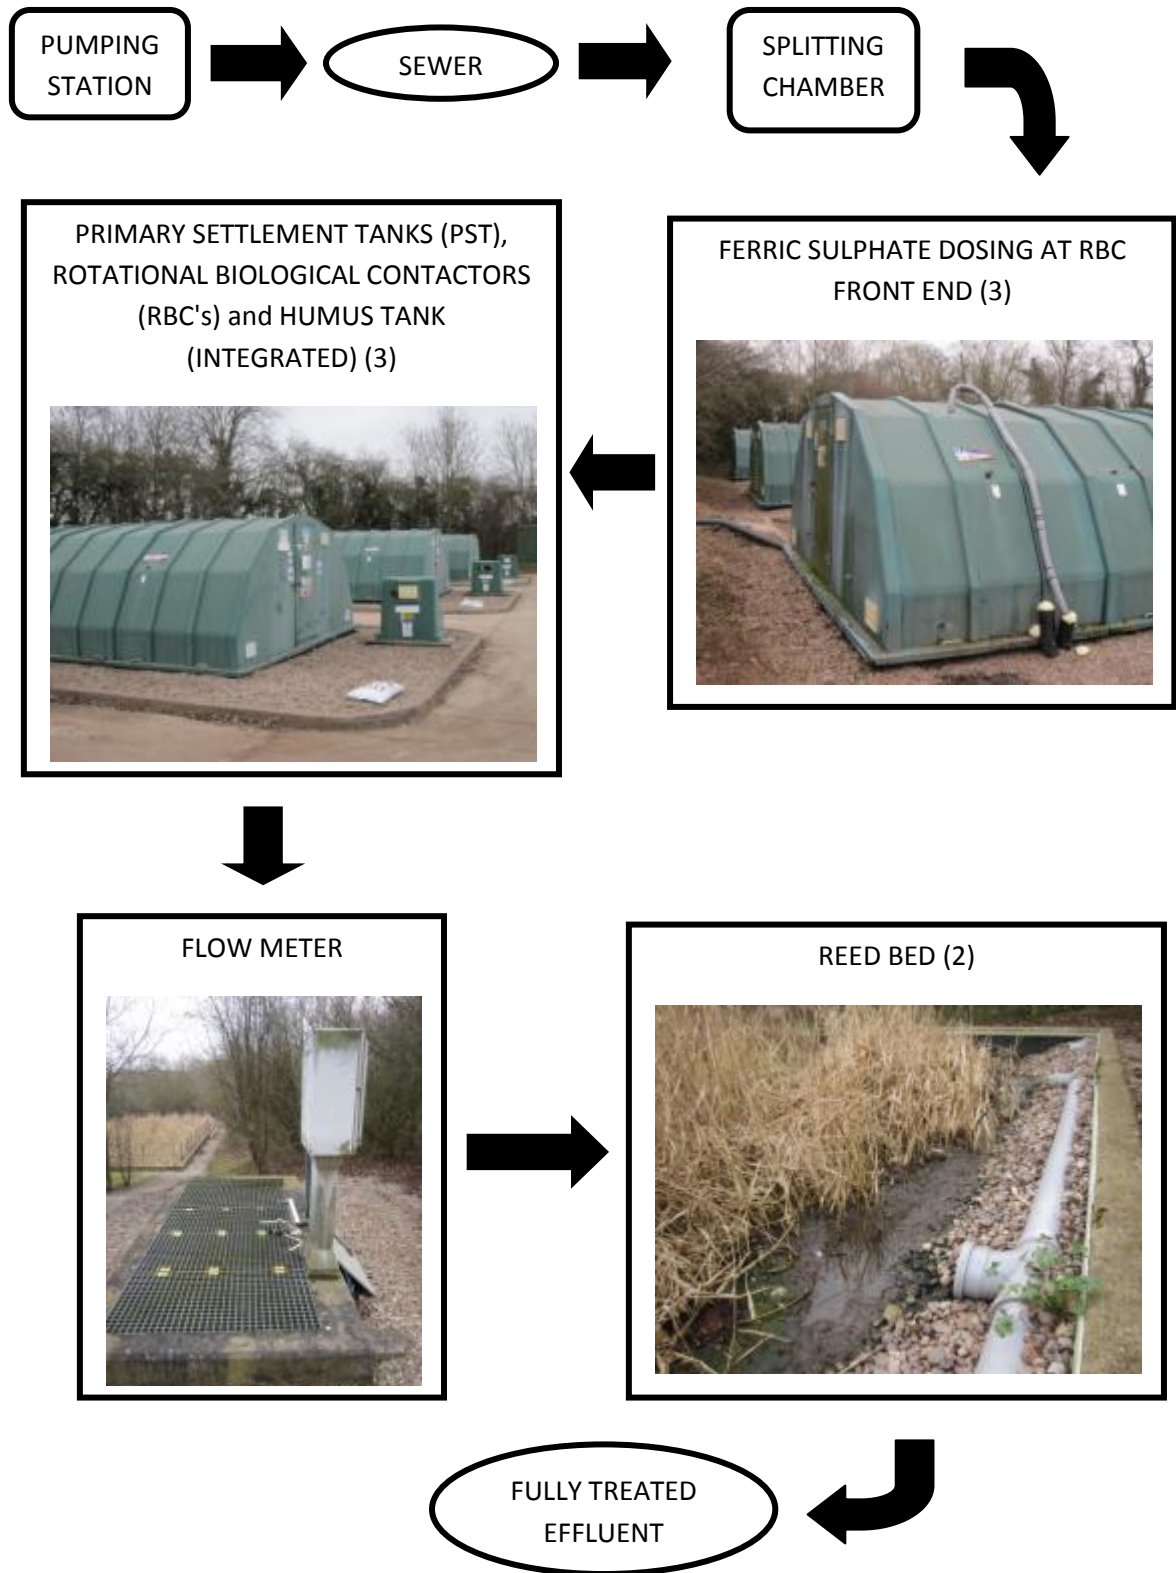 PUMPING
STATION
SEWER
SPLITTING
CHAMBER
PRIMARY SETTLEMENT TANKS (PST),
ROTATIONAL BIOLOGICAL CONTACTORS
(RBC's) and HUMUS TANK
(INTEGRATED) (3)
FERRIC SULPHATE DOSING AT RBC
FRONT END (3)
FLOW METER
REED BED (2)
FULLY TREATED
EFFLUENT